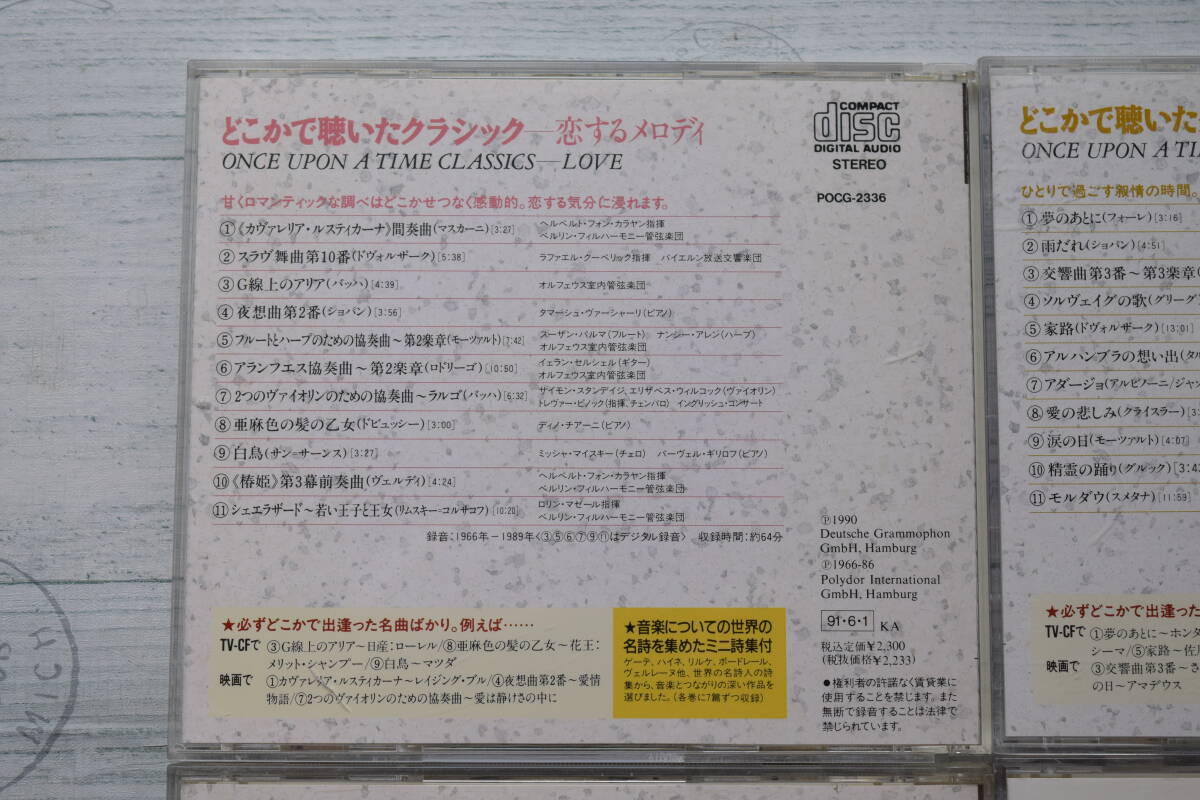 どこかで聴いたクラシック—恋するメロディ
ONCE UPON A TIME CLASSICS—LOVE
COMPACT
disc
DIGITAL AUDIO
STEREO
POCG-2336
甘くロマンティックな調べはどこかせつなく感動的。恋する気分に浸れます。
①《カヴァレリア・ルスティカーナ》間奏曲(マスカーニ)[3:27] ヘルベルト・フォン・カラヤン指揮
ベルリン・フィルハーモニー管弦楽団
②スラヴ舞曲第10番(ドヴォルザーク)[5:38] ラファエル・クーベリック指揮 バイエルン放送交響楽団
③G線上のアリア(バッハ)[4:39] オルフェウス室内管弦楽団
④夜想曲第2番(ショパン)[3:56] タマーシュ・ヴァーシャーリ(ピアノ)
⑤フルートとハープのための協奏曲〜第2楽章(モーツァルト)[7:42] スーザン・パルマ(フルート) ナンシー・アレン(ハープ)
オルフェウス室内管弦楽団
⑥アランフエス協奏曲〜第2楽章(ロドリーゴ)[10:50] イェラン・セルシェル(ギター)
オルフェウス室内管弦楽団
⑦2つのヴァイオリンのための協奏曲〜ラルゴ(バッハ)[6:32] サイモン・スタンデイジ、エリザベス・ウィルコック(ヴァイオリン)
トレヴァー・ピノック(指揮、チェンバロ) イングリッシュ・コンサート
⑧亜麻色の髪の乙女(ドビュッシー)[3:00] ディノ・チアーニ(ピアノ)
⑨白鳥(サン=サーンス)[3:27] ミッシャ・マイスキー(チェロ) パーヴェル・ギリロフ(ピアノ)
⑩《椿姫》第3幕前奏曲(ヴェルディ)[4:24] ヘルベルト・フォン・カラヤン指揮
ベルリン・フィルハーモニー管弦楽団
⑪シェエラザード〜若い王子と王女(リムスキー=コルサコフ)[10:20] ロリン・マゼール指揮
ベルリン・フィルハーモニー管弦楽団
録音:1966年-1989年〈③⑤⑥⑦⑨⑪はデジタル録音〉 収録時間:約64分
℗1990
Deutsche Grammophon
GmbH, Hamburg
℗1966-86
Polydor International
GmbH, Hamburg
91・6・1 KA
税込定価¥2,300
(税抜価格¥2,233)
●権利者の許諾なく賃貸業に
使用することを禁じます。また
無断で録音することは法律で
禁じられています。
★必ずどこかで出逢った名曲ばかり。例えば……
TV-CFで ③G線上のアリア〜日産:ローレル/⑧亜麻色の髪の乙女〜花王:
メリット・シャンプー/⑨白鳥〜マツダ
映画で ①カヴァレリア・ルスティカーナ〜レイジング・ブル/④夜想曲第2番〜愛情
物語/⑦2つのヴァイオリンのための協奏曲〜愛は静けさの中に
★音楽についての世界の
名詩を集めたミニ詩集付
ゲーテ、ハイネ、リルケ、ボードレール、
ヴェルレーヌ他、世界の名詩人の詩
集から、音楽とつながりの深い作品を
選びました。(各巻に7篇ずつ収録)
どこかで聴いた
ONCE UPON A TI
ひとりで過ごす親情の時間。
①夢のあとに(フォーレ)[3:16]
②雨だれ(ショパン)[4:51]
③交響曲第3番〜第3楽章(
④ソルヴェイグの歌(グリーグ
⑤家路(ドヴォルザーク)[13:01]
⑥アルハンブラの想い出(タル
⑦アダージョ(アルビノーニ/ジャ
⑧愛の悲しみ(クライスラー)[3:
⑨涙の日(モーツァルト)[4:07]
⑩精霊の踊り(グルック)[3:4
⑪モルダウ(スメタナ)[11:59]
★必ずどこかで出逢った
TV-CFで ①夢のあとに〜ホンダ
シーマ/⑤家路〜佐
映画で ③交響曲第3番〜さ
の日〜アマデウス